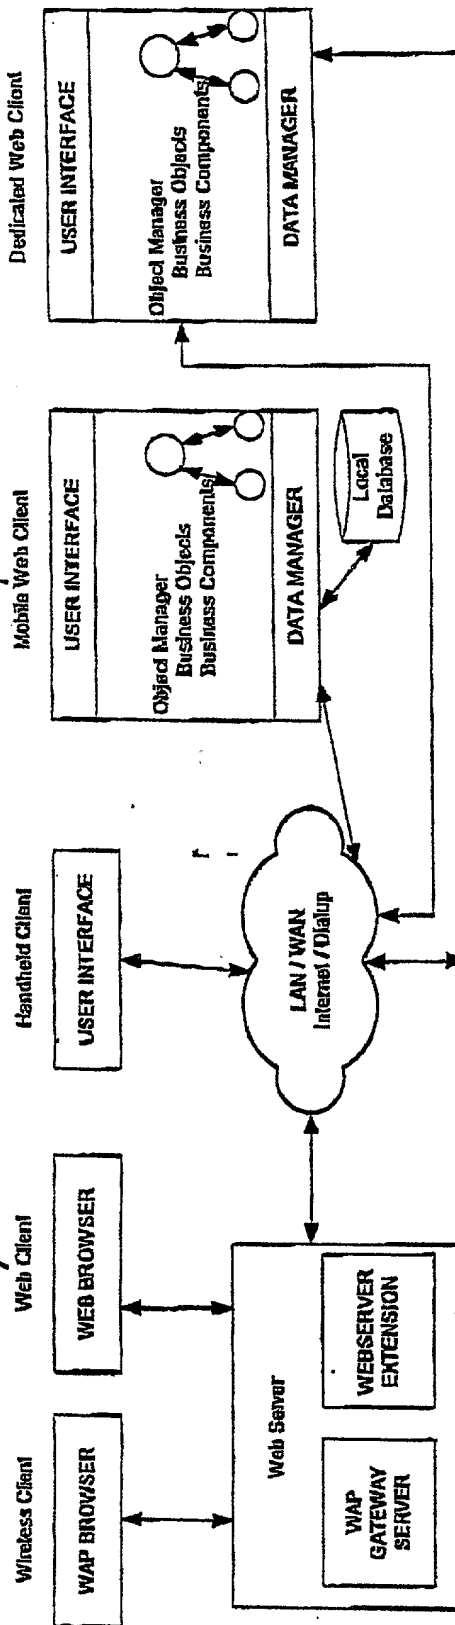 Wireless Client
WAP BROWSER
Web Client
WEB BROWSER
Handheld Client
USER INTERFACE
Mobile Web Client
USER INTERFACE
Object Manager
Business Objects
Business Components
DATA MANAGER
Local
Database
Dedicated Web Client
USER INTERFACE
Object Manager
Business Objects
Business Components
DATA MANAGER
Web Server
WAP
GATEWAY
SERVER
WEBSERVER
EXTENSION
LAN / WAN
Internet / Dialup